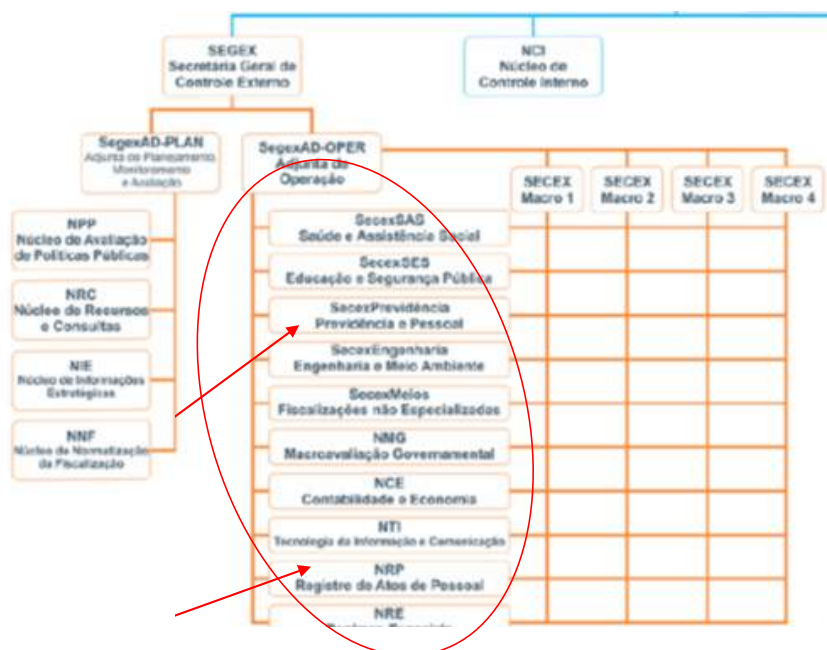 SEGEX
Secretaria Geral de
Controle Externo
NCI
Núcleo de
Controle Interno
SegexAD-PLAN
Adjunta de Planejamento
Monitoramento
e Avaliação
SegexAD-OPER
Adjunta de
Operação
SECEX
Macro 1
SECEX
Macro 2
SECEX
Macro 3
SECEX
Macro 4
NPP
Núcleo de Avaliação
de Políticas Públicas
NRC
Núcleo de Recursos
e Consultas
NIE
Núcleo de Informações
Estratégicas
NNF
Núcleo de Normatização
da Fiscalização
SecexSAS
Saúde e Assistência Social
SecexSES
Educação e Segurança Pública
SecexPrevidência
Previdência e Pessoal
SecexEngenharia
Engenharia e Meio Ambiente
SecexMeios
Fiscalizações não Especializadas
NMG
Macroavaliação Governamental
NCE
Contabilidade e Economia
NTI
Tecnologia da Informação e Comunicação
NRP
Registro de Atos de Pessoal
NRE